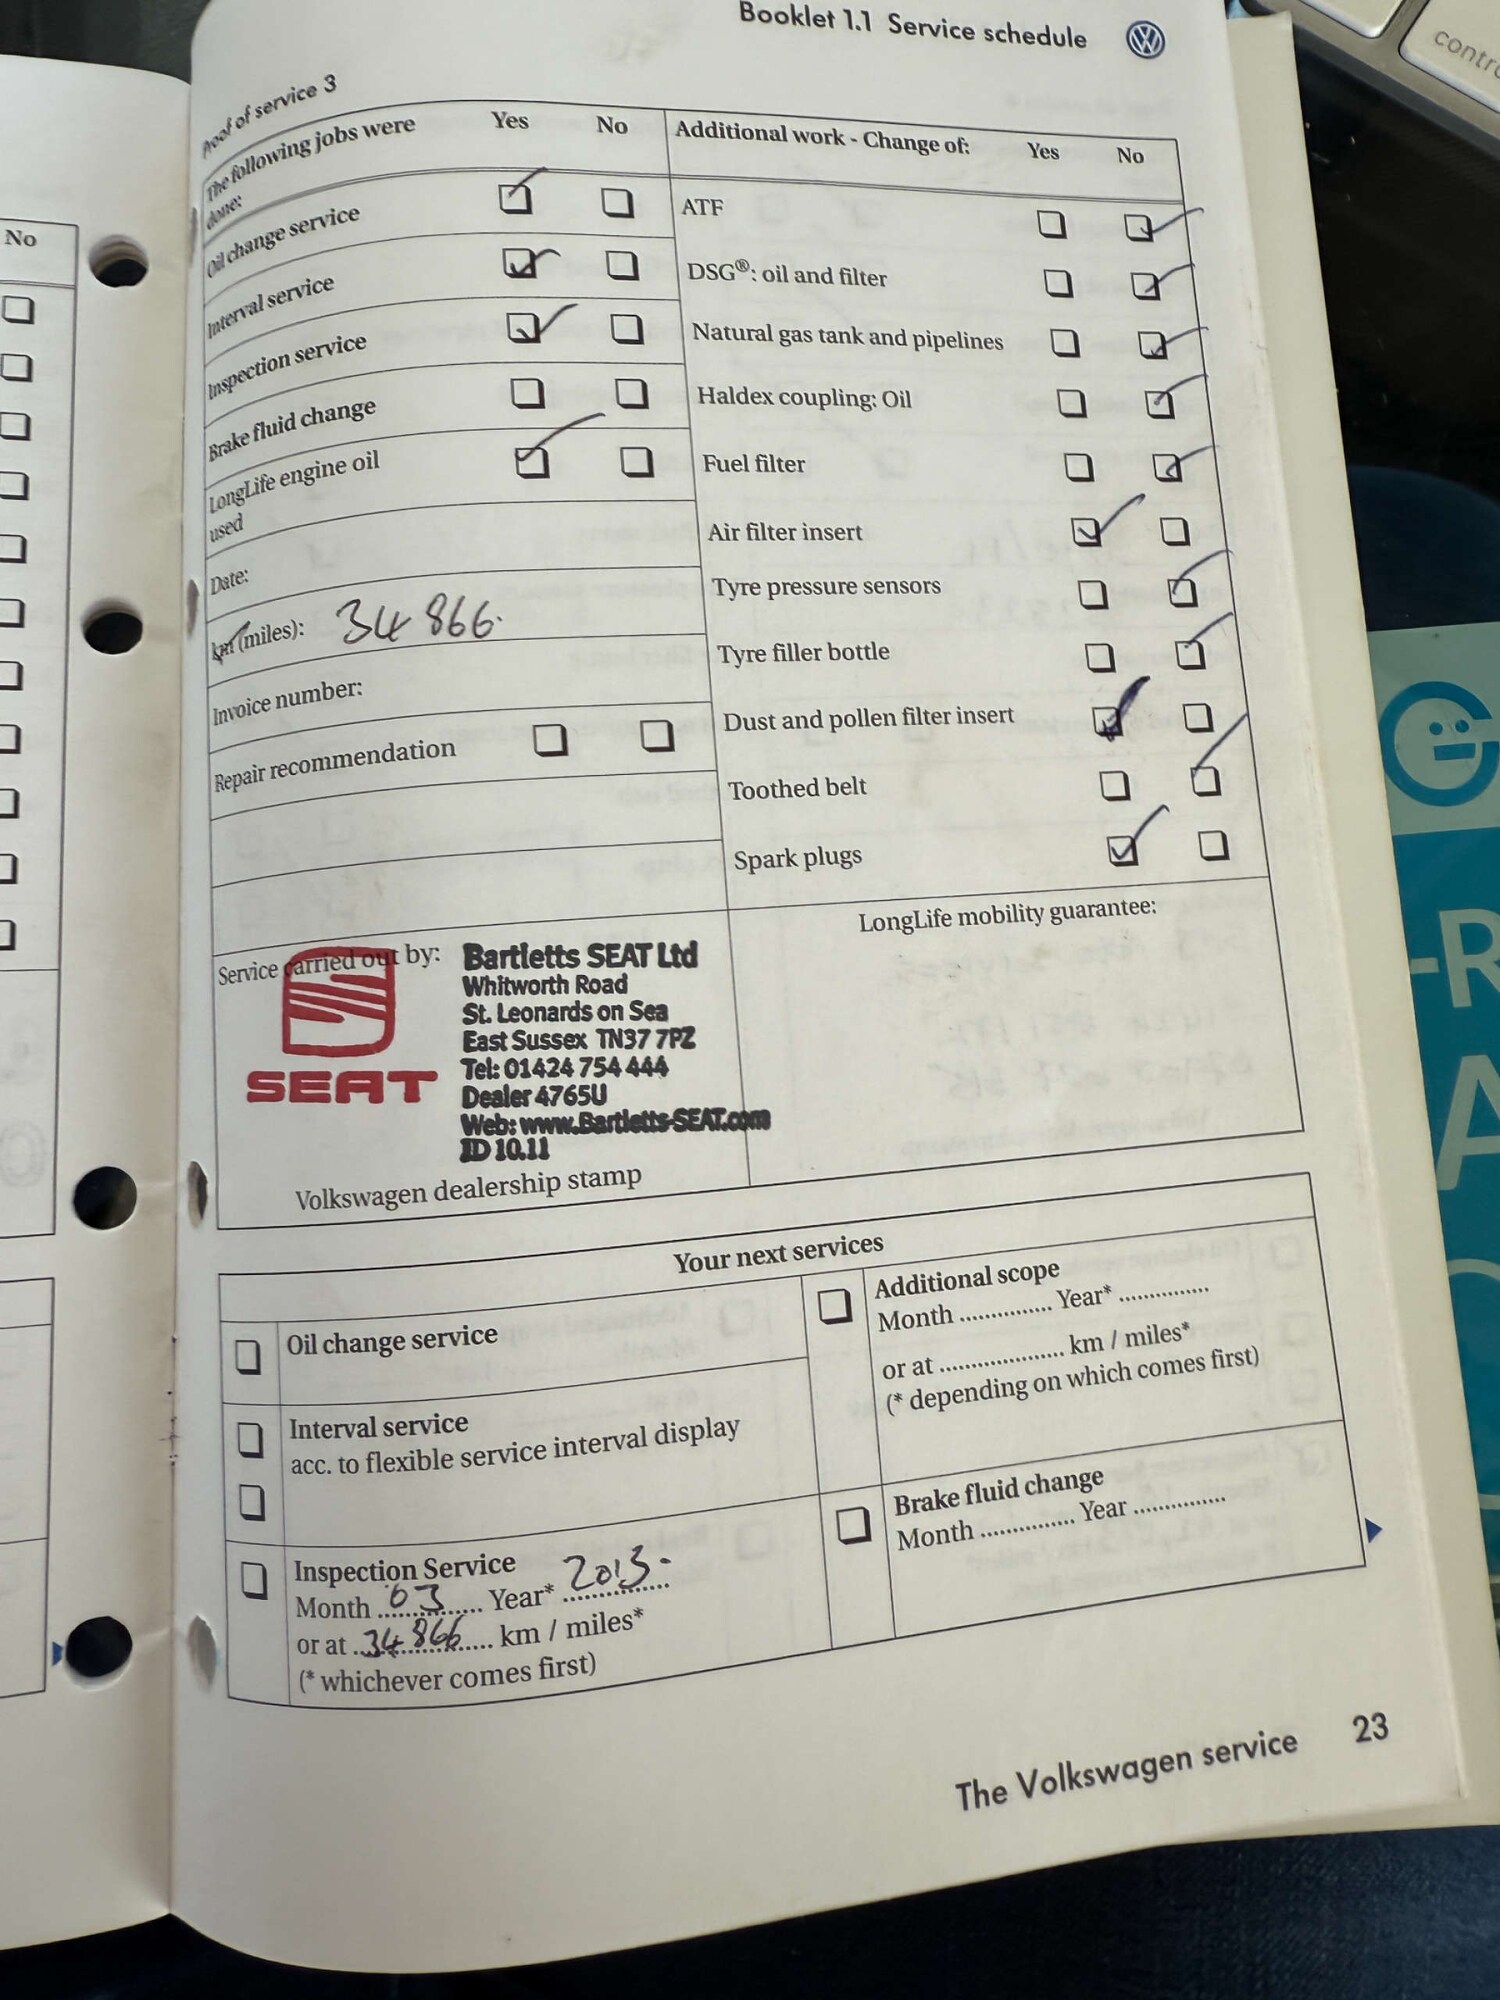 Booklet 1.1 Service schedule
contro
Proof of service 3
The following jobs were
done:
Yes
No
Oil change service
Interval service
Inspection service
Brake fluid change
LongLife engine oil
used
Date:
km (miles): 34 866.
Invoice number:
Repair recommendation
Additional work - Change of:
Yes
No
ATF
DSG®: oil and filter
Natural gas tank and pipelines
Haldex coupling: Oil
Fuel filter
Air filter insert
Tyre pressure sensors
Tyre filler bottle
Dust and pollen filter insert
Toothed belt
Spark plugs
Service carried out by:
SEAT
Bartletts SEAT Ltd
Whitworth Road
St. Leonards on Sea
East Sussex TN37 7PZ
Tel: 01424 754 444
Dealer 4765U
Web: www.Bartletts-SEAT.com
ID 10.11
Volkswagen dealership stamp
LongLife mobility guarantee:
Your next services
Oil change service
Interval service
acc. to flexible service interval display
Inspection Service
Month 03 Year* 2013.
or at 34 866 km / miles*
(* whichever comes first)
Additional scope
Month .............. Year* ..............
or at .................... km / miles*
(* depending on which comes first)
Brake fluid change
Month .............. Year ..............
The Volkswagen service 23
No
-R
A